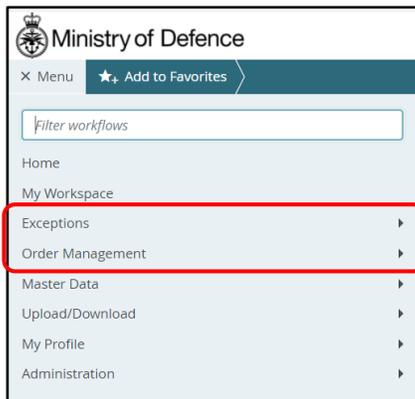 Ministry of Defence
× Menu ★+ Add to Favorites
Filter workflows
Home
My Workspace
Exceptions
Order Management
Master Data
Upload/Download
My Profile
Administration